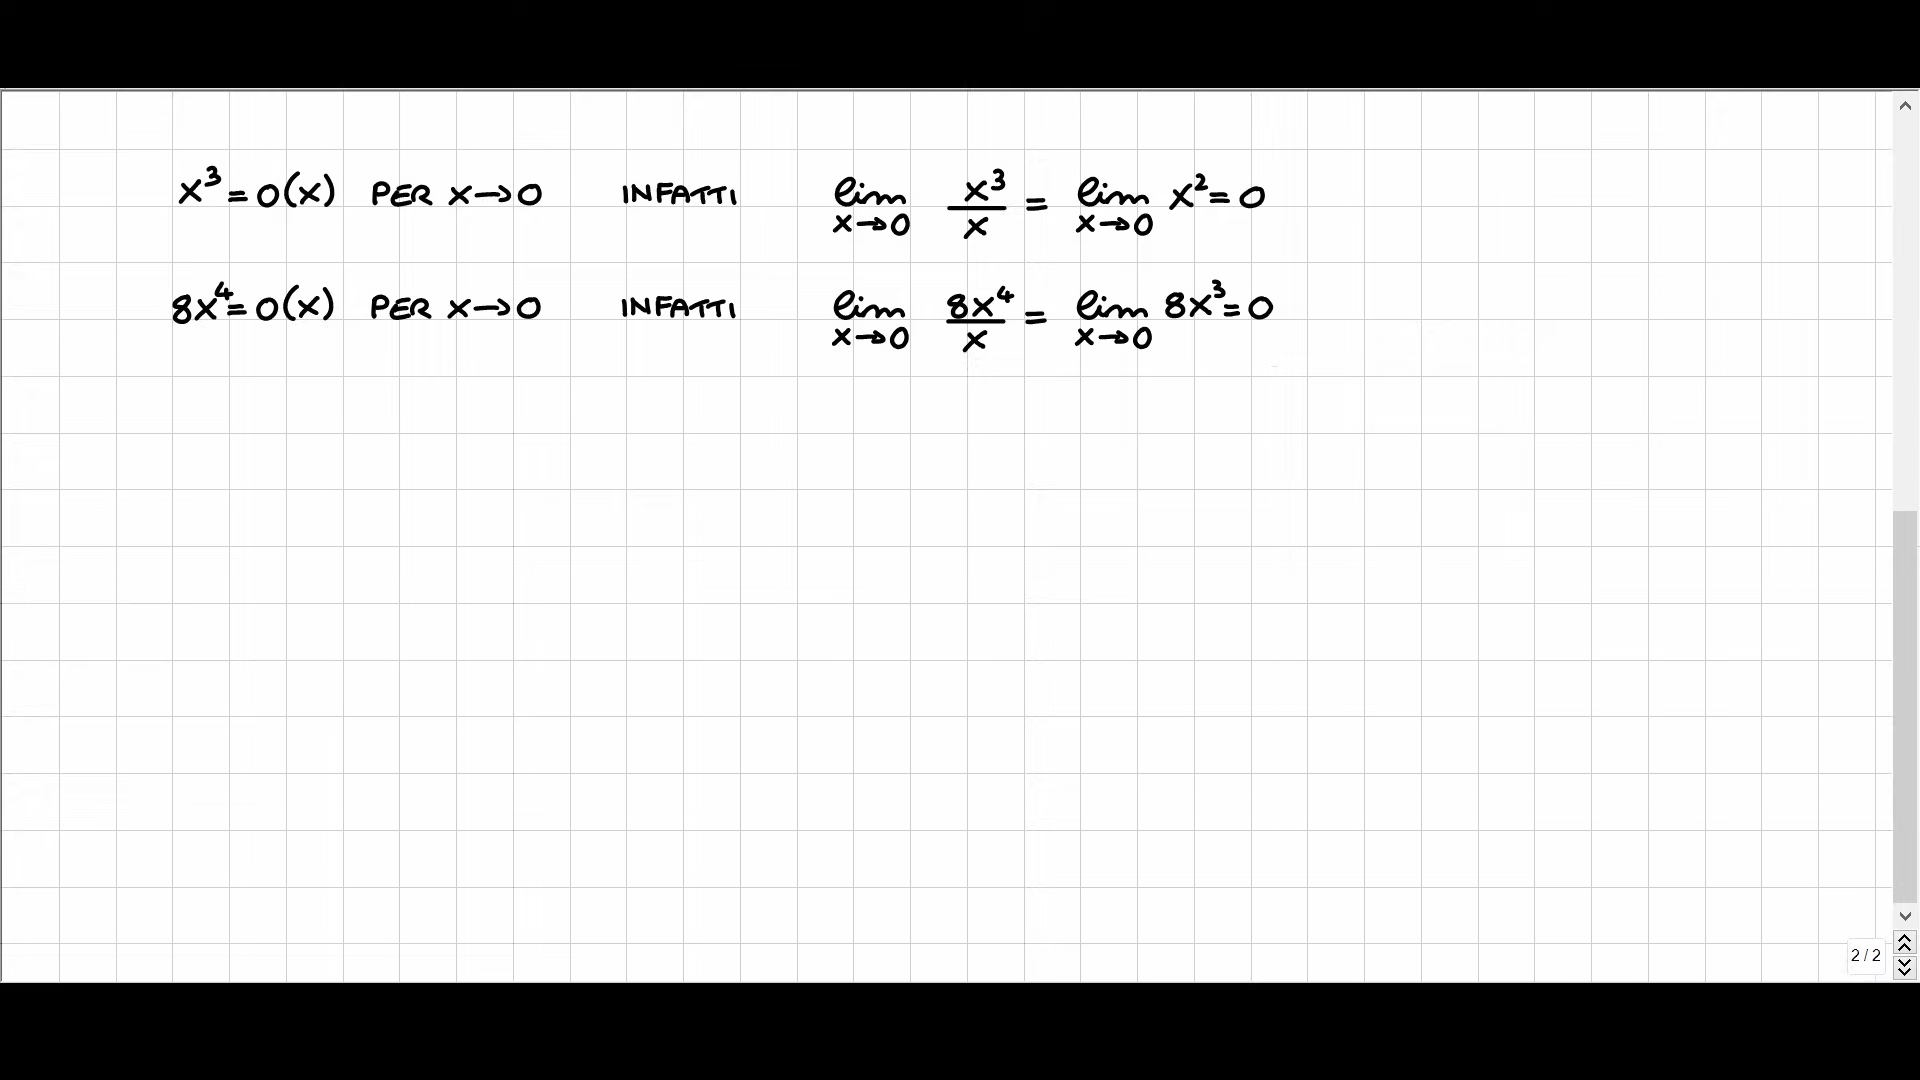 x³ = o(x) PER x→0 INFATTI lim x→0 x³/x = lim x→0 x² = 0
8x⁴ = o(x) PER x→0 INFATTI lim x→0 8x⁴/x = lim x→0 8x³ = 0
2 / 2